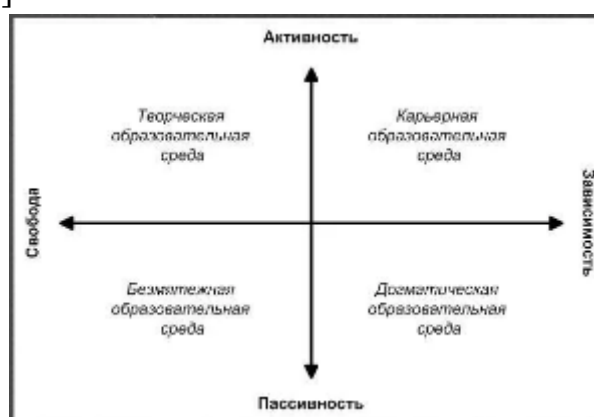 ]
Активность
Творческая
образовательная
среда
Карьерная
образовательная
среда
Свобода
Зависимость
Безмятежная
образовательная
среда
Догматическая
образовательная
среда
Пассивность